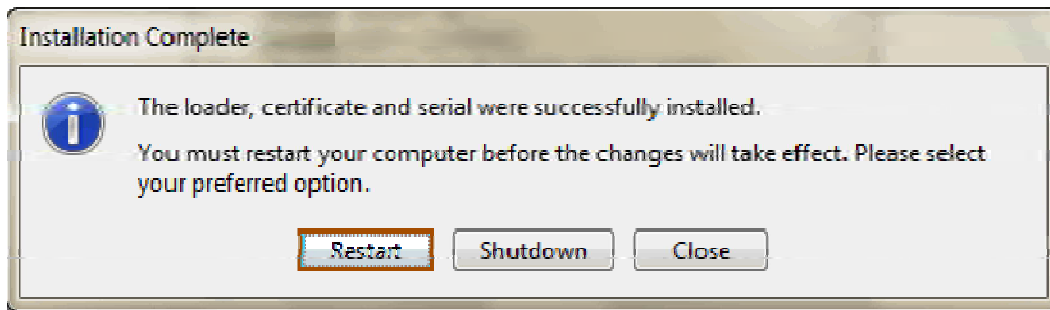 Installation Complete
The loader, certificate and serial were successfully installed.
You must restart your computer before the changes will take effect. Please select
your preferred option.
Restart Shutdown Close